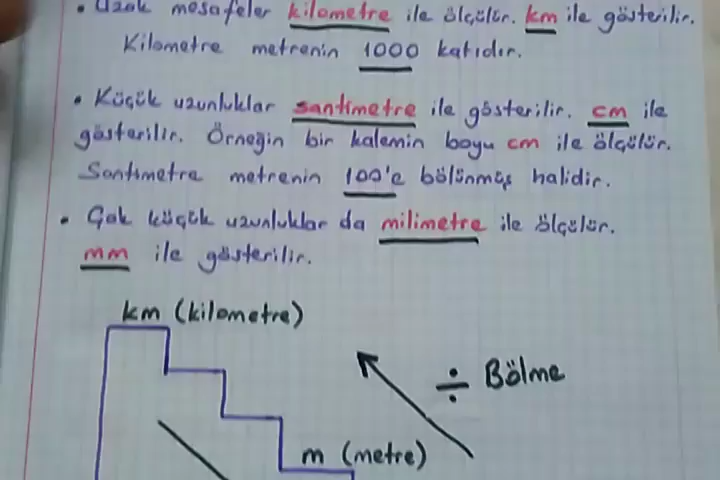 • Uzak mesafeler kilometre ile ölçülür. km ile gösterilir.
Kilometre metrenin 1000 katıdır.
• Küçük uzunluklar santimetre ile gösterilir. cm ile
gösterilir. Örneğin bir kalemin boyu cm ile ölçülür.
Santimetre metrenin 100'e bölünmüş halidir.
• Çok küçük uzunluklar da milimetre ile ölçülür.
mm ile gösterilir.
km (kilometre)
÷ Bölme
m (metre)